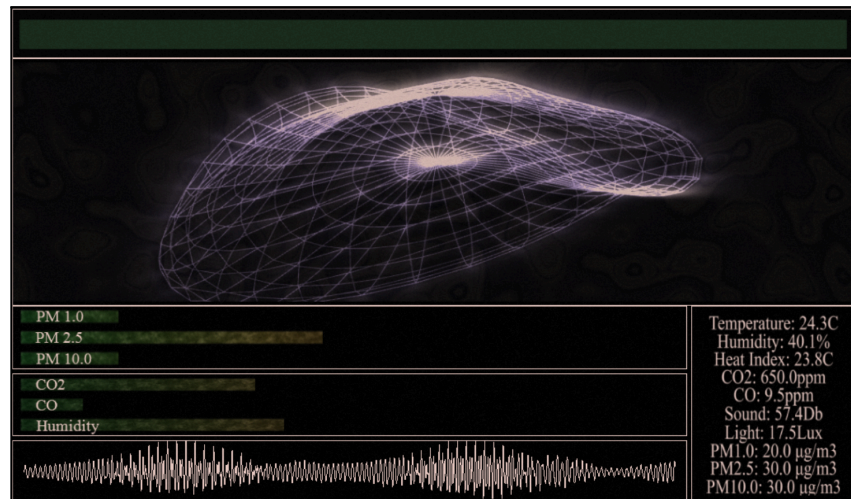 PM 1.0
PM 2.5
PM 10.0
CO2
CO
Humidity
Temperature: 24.3C
Humidity: 40.1%
Heat Index: 23.8C
CO2: 650.0ppm
CO: 9.5ppm
Sound: 57.4Db
Light: 17.5Lux
PM1.0: 20.0 µg/m3
PM2.5: 30.0 µg/m3
PM10.0: 30.0 µg/m3